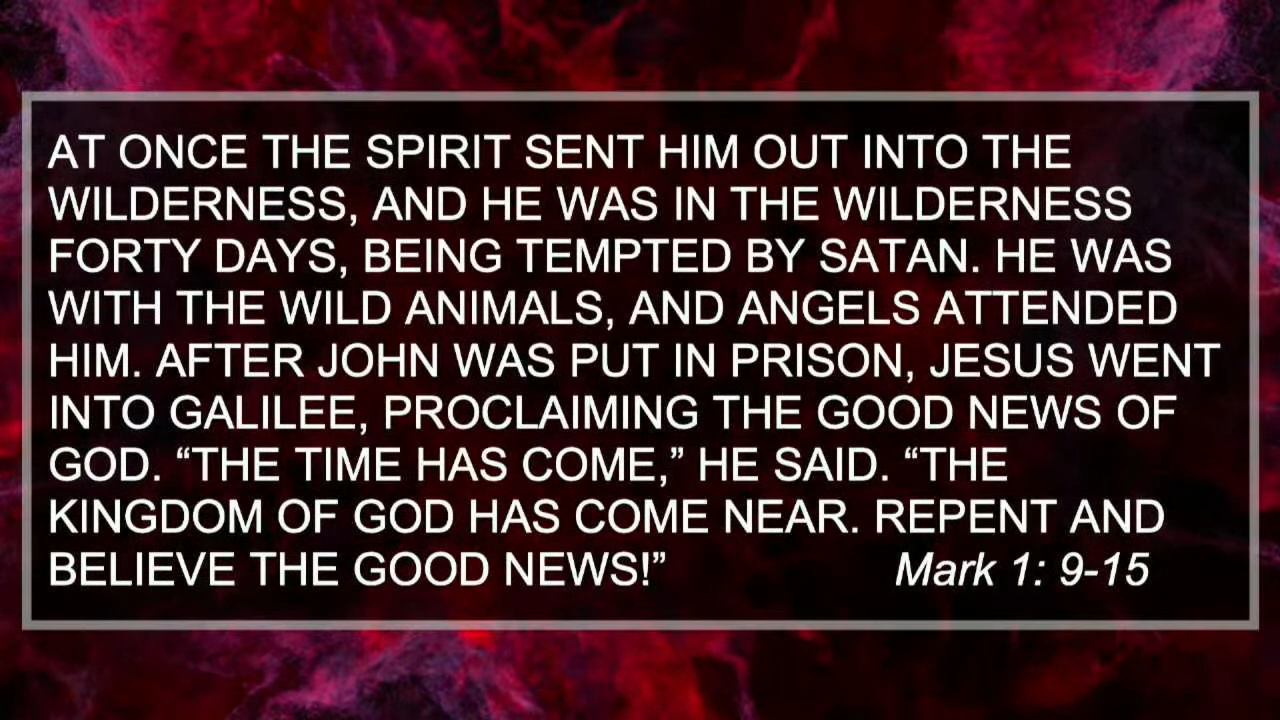 AT ONCE THE SPIRIT SENT HIM OUT INTO THE
WILDERNESS, AND HE WAS IN THE WILDERNESS
FORTY DAYS, BEING TEMPTED BY SATAN. HE WAS
WITH THE WILD ANIMALS, AND ANGELS ATTENDED
HIM. AFTER JOHN WAS PUT IN PRISON, JESUS WENT
INTO GALILEE, PROCLAIMING THE GOOD NEWS OF
GOD. “THE TIME HAS COME,” HE SAID. “THE
KINGDOM OF GOD HAS COME NEAR. REPENT AND
BELIEVE THE GOOD NEWS!” Mark 1: 9-15